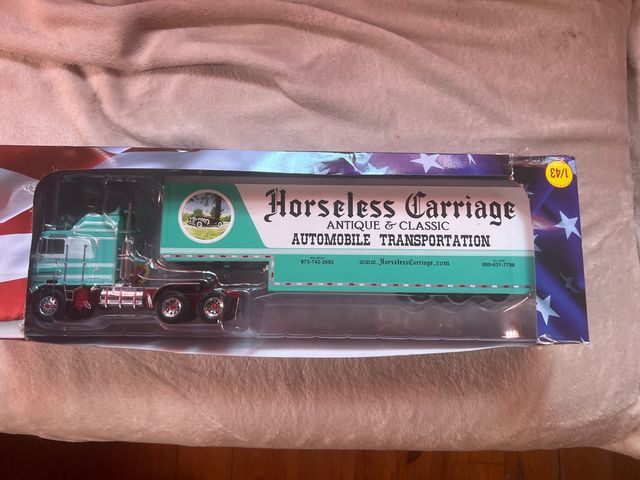 1/43
Horseless Carriage
ANTIQUE & CLASSIC
AUTOMOBILE TRANSPORTATION
973-742-2692
www.HorselessCarriage.com
800-631-7796